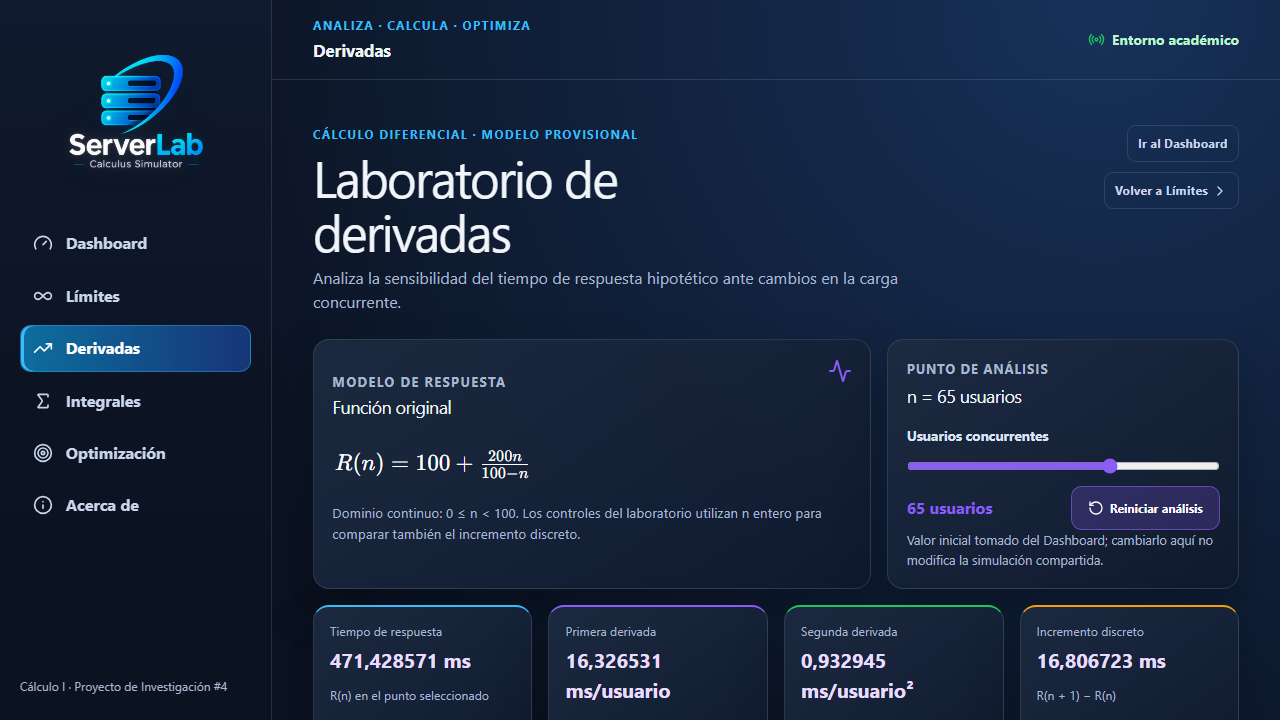 ServerLab
Calculus Simulator
Dashboard
Límites
Derivadas
Integrales
Optimización
Acerca de
Cálculo I · Proyecto de Investigación #4
ANALIZA · CALCULA · OPTIMIZA
Derivadas
Entorno académico
CÁLCULO DIFERENCIAL · MODELO PROVISIONAL
Laboratorio de
derivadas
Analiza la sensibilidad del tiempo de respuesta hipotético ante cambios en la carga
concurrente.
Ir al Dashboard
Volver a Límites
MODELO DE RESPUESTA
Función original
R(n) = 100 + 200n/(100−n)
Dominio continuo: 0 ≤ n < 100. Los controles del laboratorio utilizan n entero para
comparar también el incremento discreto.
PUNTO DE ANÁLISIS
n = 65 usuarios
Usuarios concurrentes
65 usuarios
Reiniciar análisis
Valor inicial tomado del Dashboard; cambiarlo aquí no
modifica la simulación compartida.
Tiempo de respuesta
471,428571 ms
R(n) en el punto seleccionado
Primera derivada
16,326531
ms/usuario
Segunda derivada
0,932945
ms/usuario²
Incremento discreto
16,806723 ms
R(n + 1) − R(n)